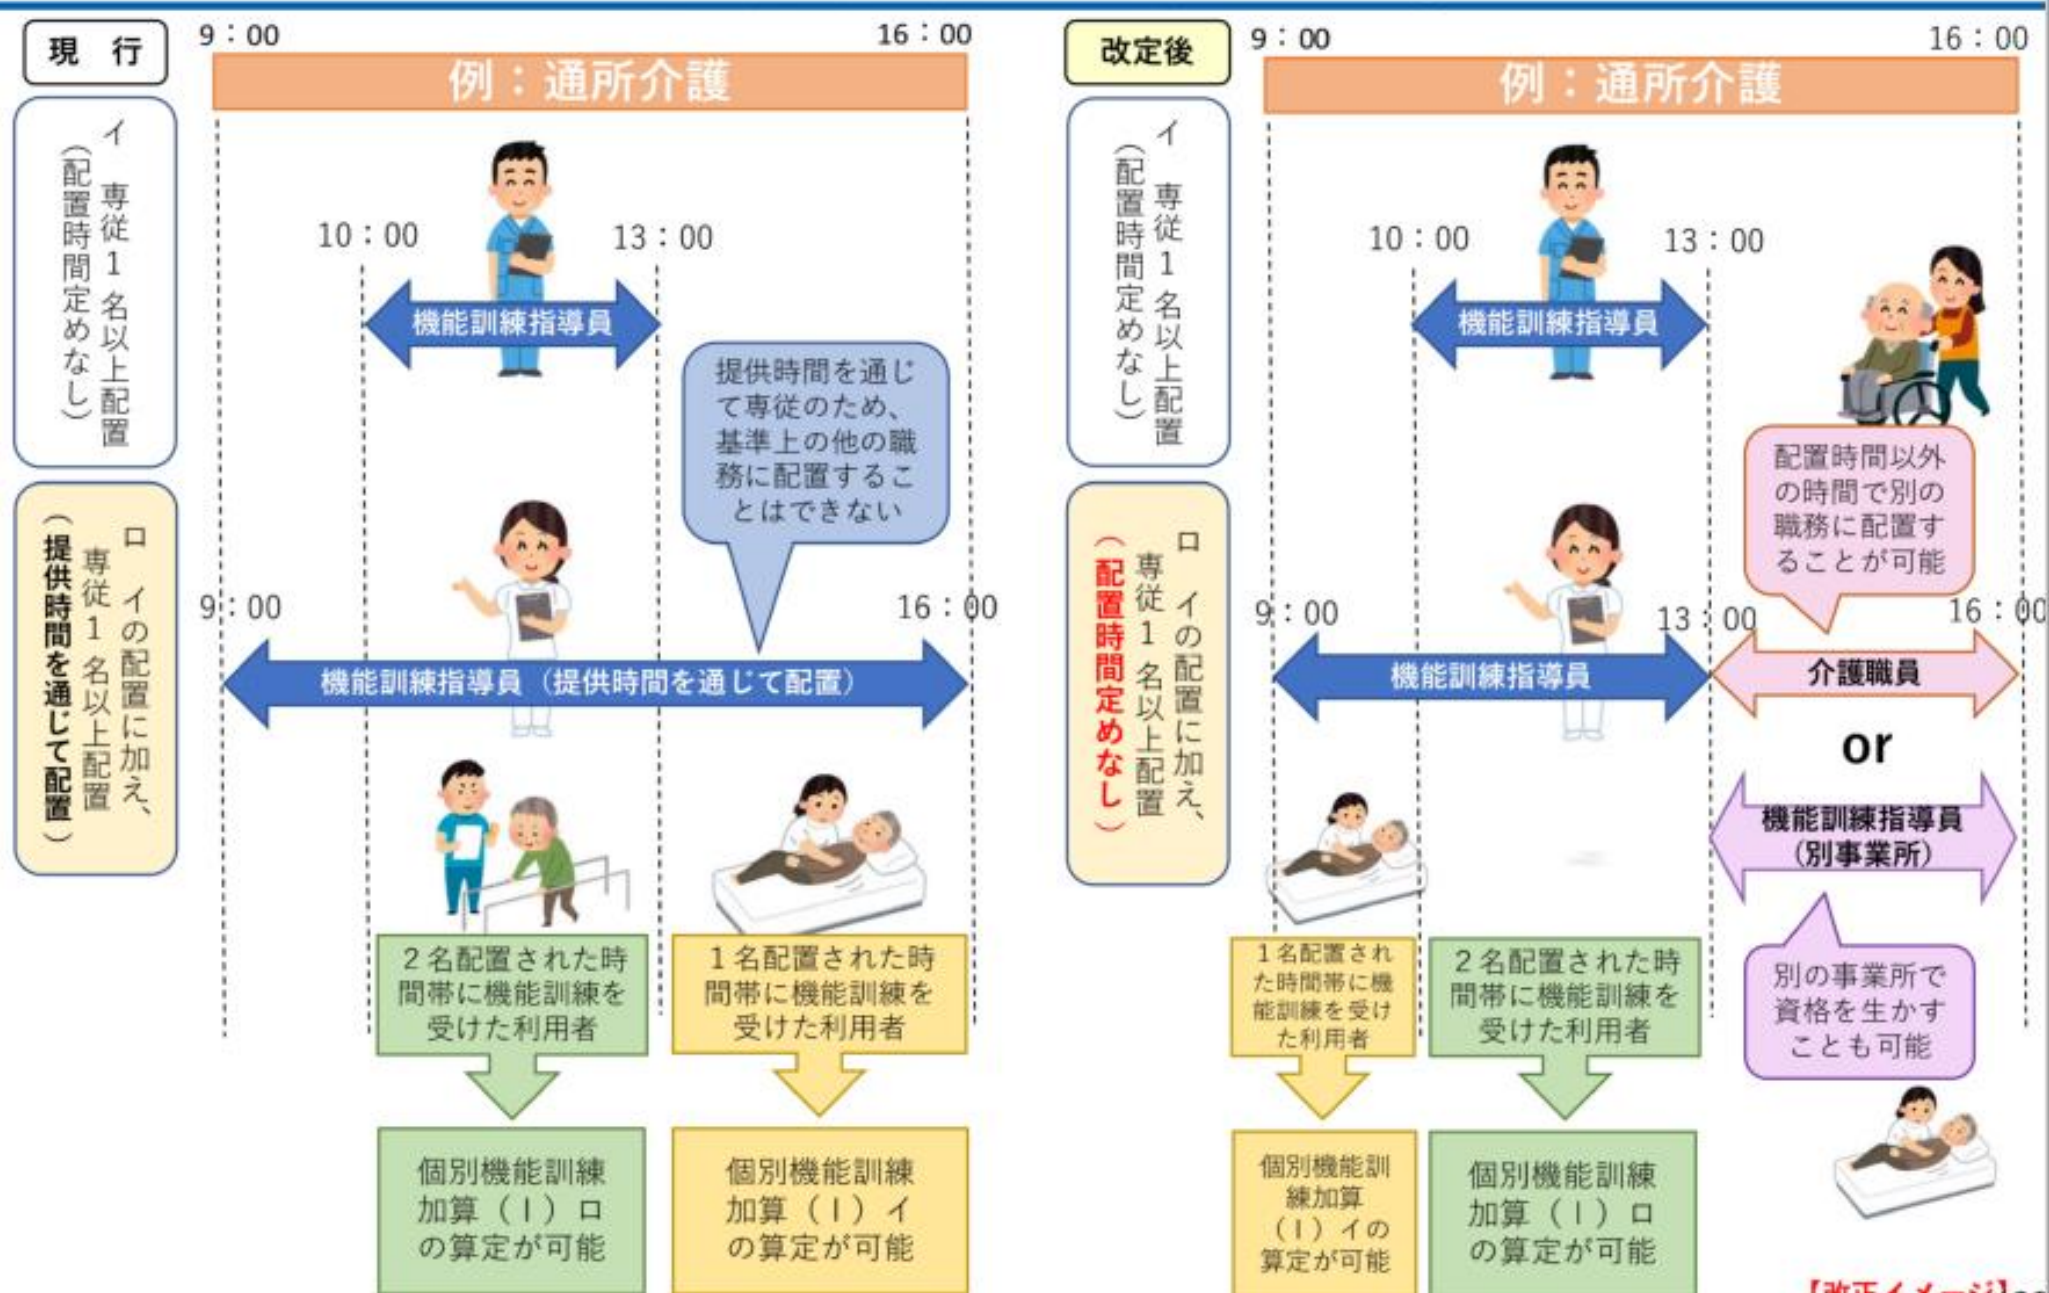 現 行
9：00
16：00
例：通所介護
イ 専従1名以上配置
（配置時間定めなし）
10：00
13：00
機能訓練指導員
提供時間を通じ
て専従のため、
基準上の他の職
務に配置するこ
とはできない
ロ イの配置に加え、
専従1名以上配置
（提供時間を通じて配置）
9：00
16：00
機能訓練指導員（提供時間を通じて配置）
2名配置された時
間帯に機能訓練を
受けた利用者
1名配置された時
間帯に機能訓練を
受けた利用者
個別機能訓練
加算（Ⅰ）ロ
の算定が可能
個別機能訓練
加算（Ⅰ）イ
の算定が可能
改定後
9：00
16：00
例：通所介護
イ 専従1名以上配置
（配置時間定めなし）
10：00
13：00
機能訓練指導員
配置時間以外
の時間で別の
職務に配置す
ることが可能
ロ イの配置に加え、
専従1名以上配置
（配置時間定めなし）
9：00
13：00
16：00
機能訓練指導員
介護職員
or
機能訓練指導員
（別事業所）
1名配置され
た時間帯に機
能訓練を受け
た利用者
2名配置された時
間帯に機能訓練を
受けた利用者
別の事業所で
資格を生かす
ことも可能
個別機能訓
練加算
（Ⅰ）イの
算定が可能
個別機能訓練
加算（Ⅰ）ロ
の算定が可能
【改正イメージ】